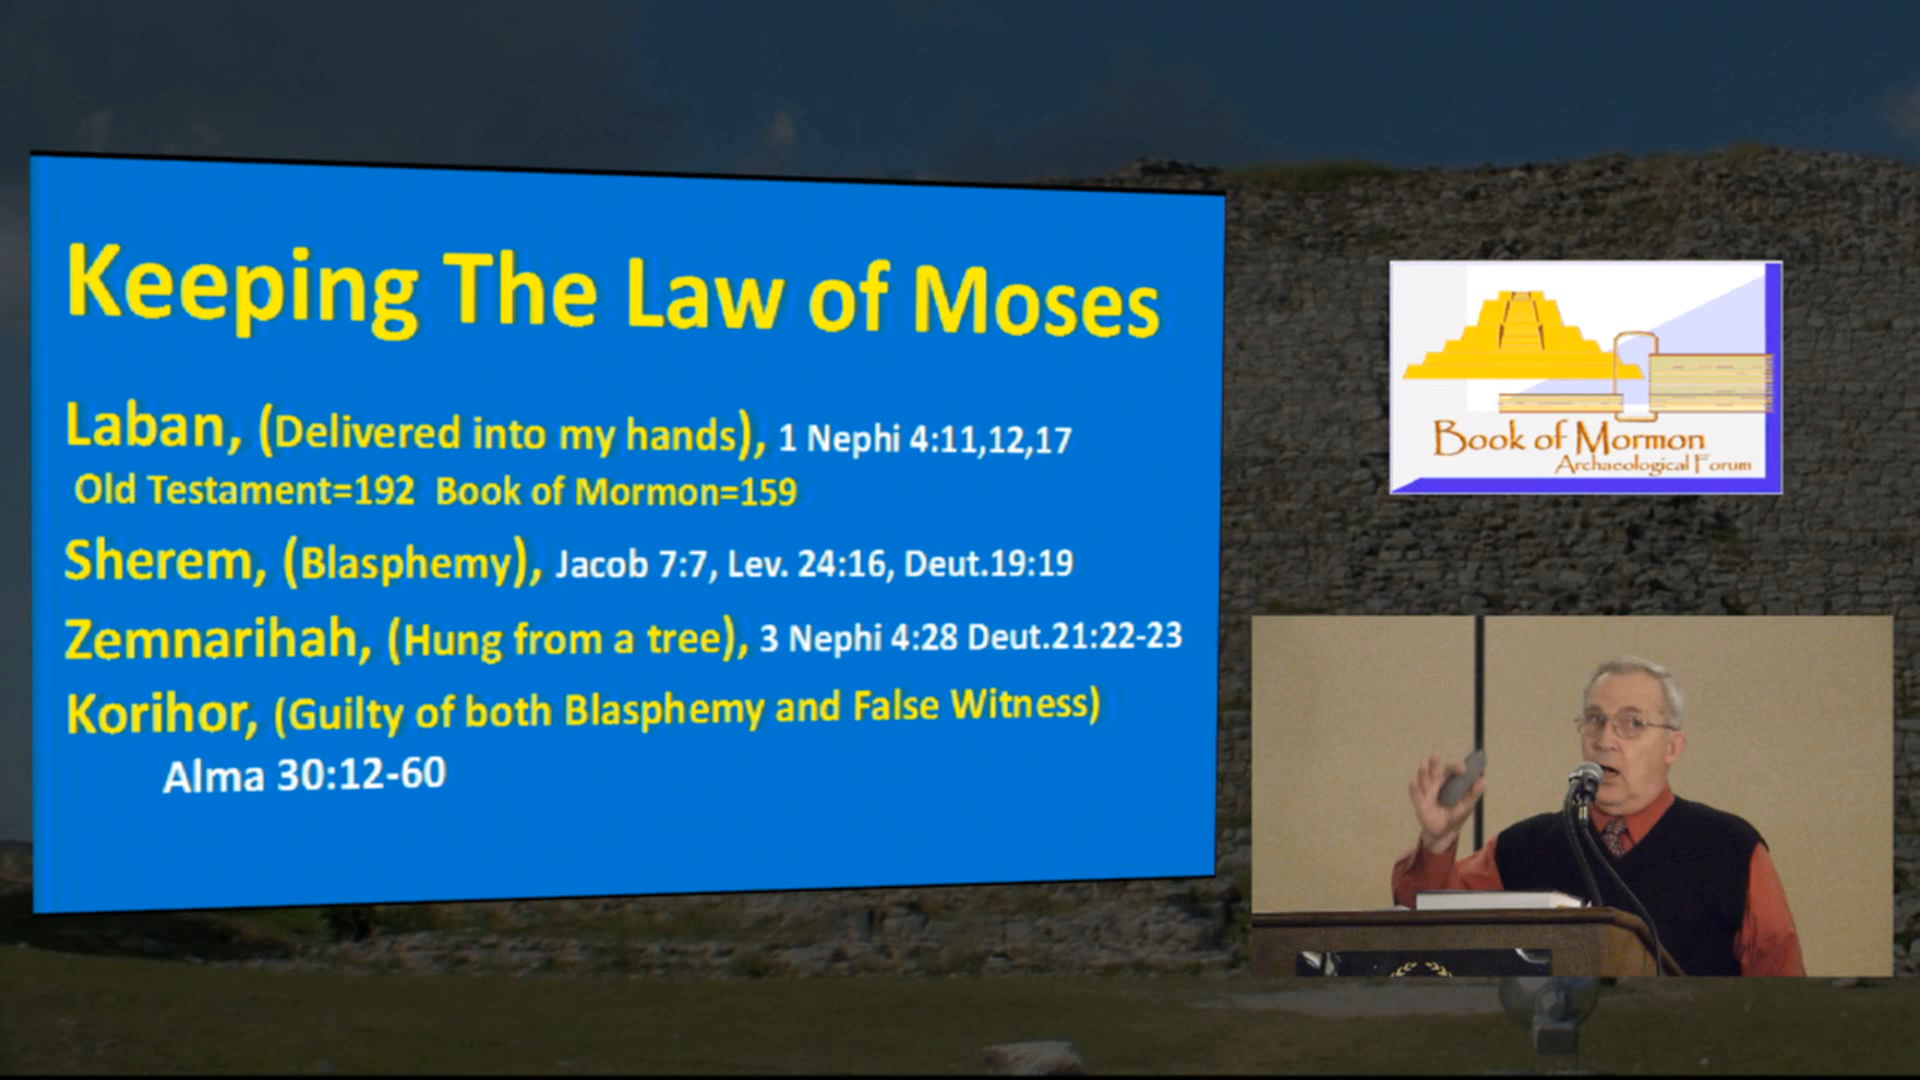 Keeping The Law of Moses
Laban, (Delivered into my hands), 1 Nephi 4:11,12,17
Old Testament=192 Book of Mormon=159
Sherem, (Blasphemy), Jacob 7:7, Lev. 24:16, Deut.19:19
Zemnarihah, (Hung from a tree), 3 Nephi 4:28 Deut.21:22-23
Korihor, (Guilty of both Blasphemy and False Witness)
Alma 30:12-60
Book of Mormon
Archaeological Forum